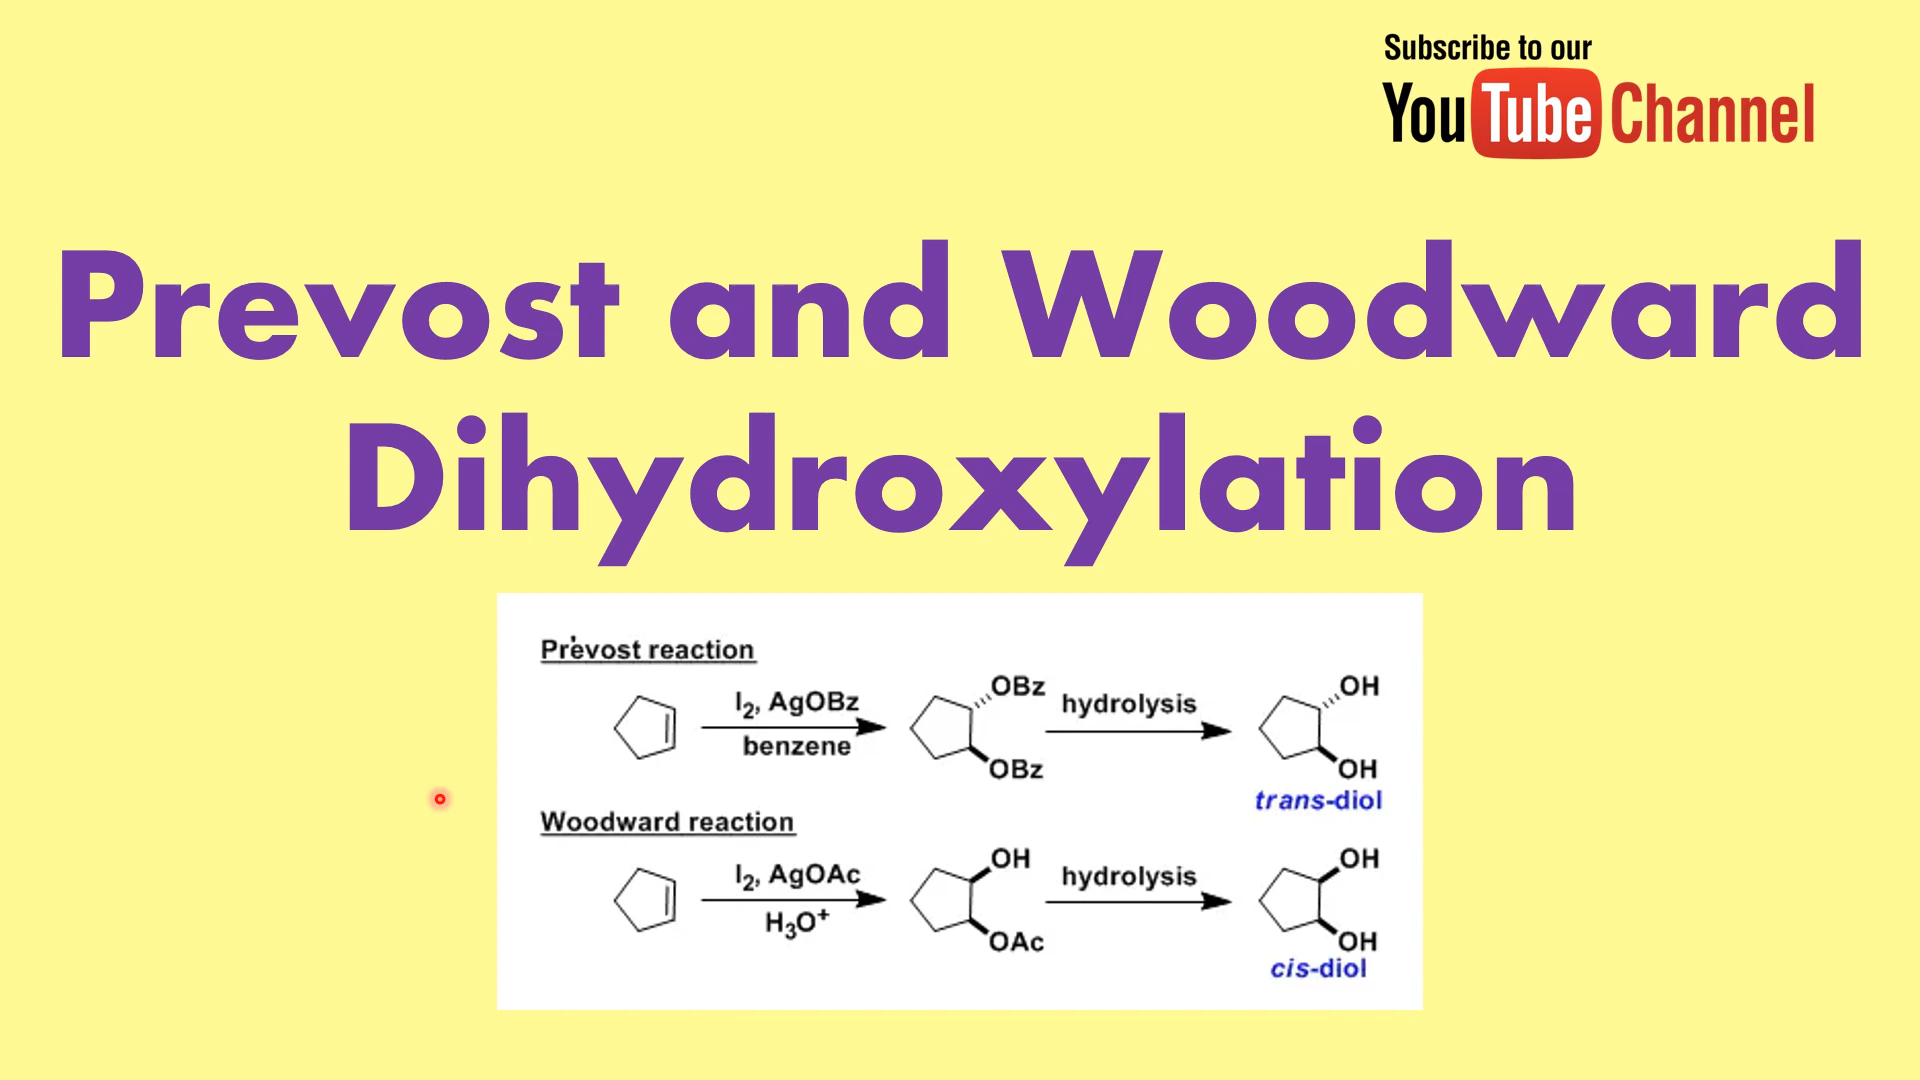 Subscribe to our
YouTube Channel
Prevost and Woodward
Dihydroxylation
Prévost reaction
I₂, AgOBz
benzene
OBz
OBz
hydrolysis
OH
OH
trans-diol
Woodward reaction
I₂, AgOAc
H₃O⁺
OH
OAc
hydrolysis
OH
OH
cis-diol